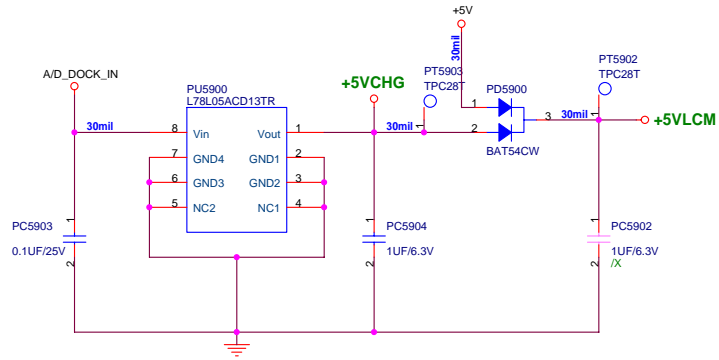 +5V
A/D_DOCK_IN
PU5900
L78L05ACD13TR
+5VCHG
PT5903
TPC28T
30mil
PD5900
PT5902
TPC28T
30mil
8
Vin
Vout
1
30mil
1
1
2
3
30mil
1
+5VLCM
BAT54CW
7
GND4
GND1
2
6
GND3
GND2
3
5
NC2
NC1
4
PC5903
0.1UF/25V
1
2
PC5904
1UF/6.3V
1
2
PC5902
1UF/6.3V
/X
1
2